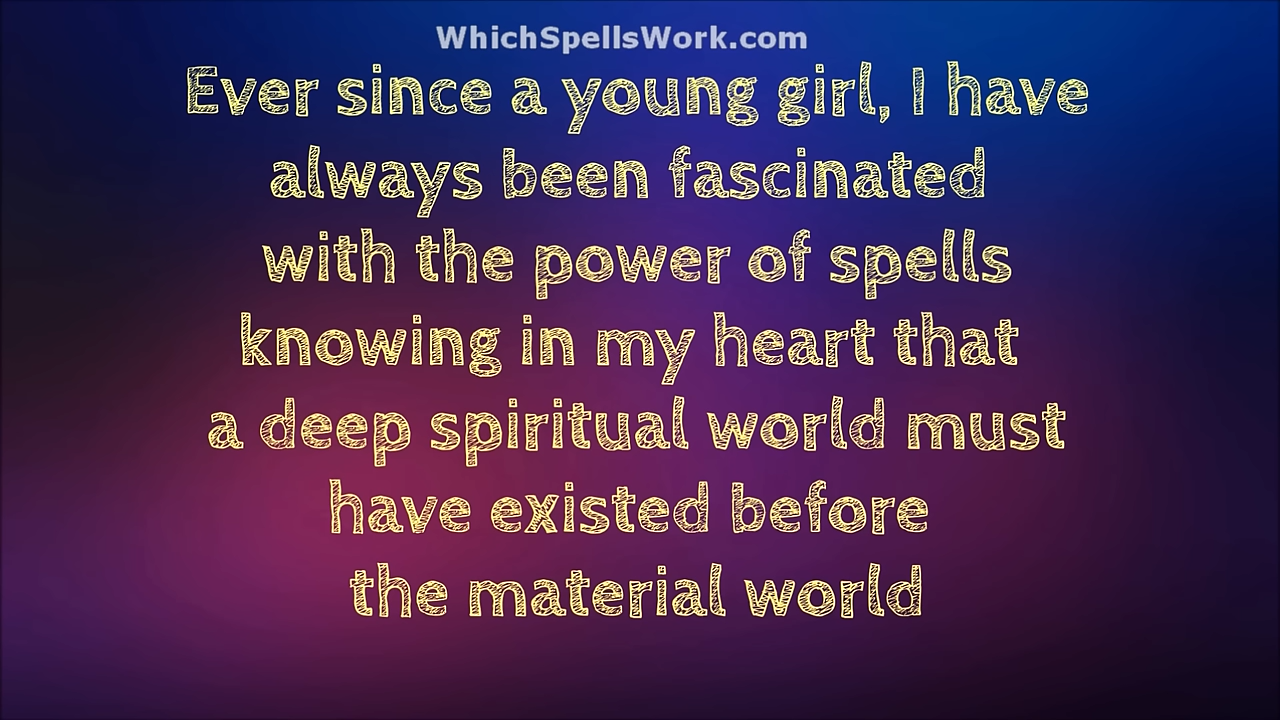 WhichSpellsWork.com
Ever since a young girl, I have
always been fascinated
with the power of spells
knowing in my heart that
a deep spiritual world must
have existed before
the material world